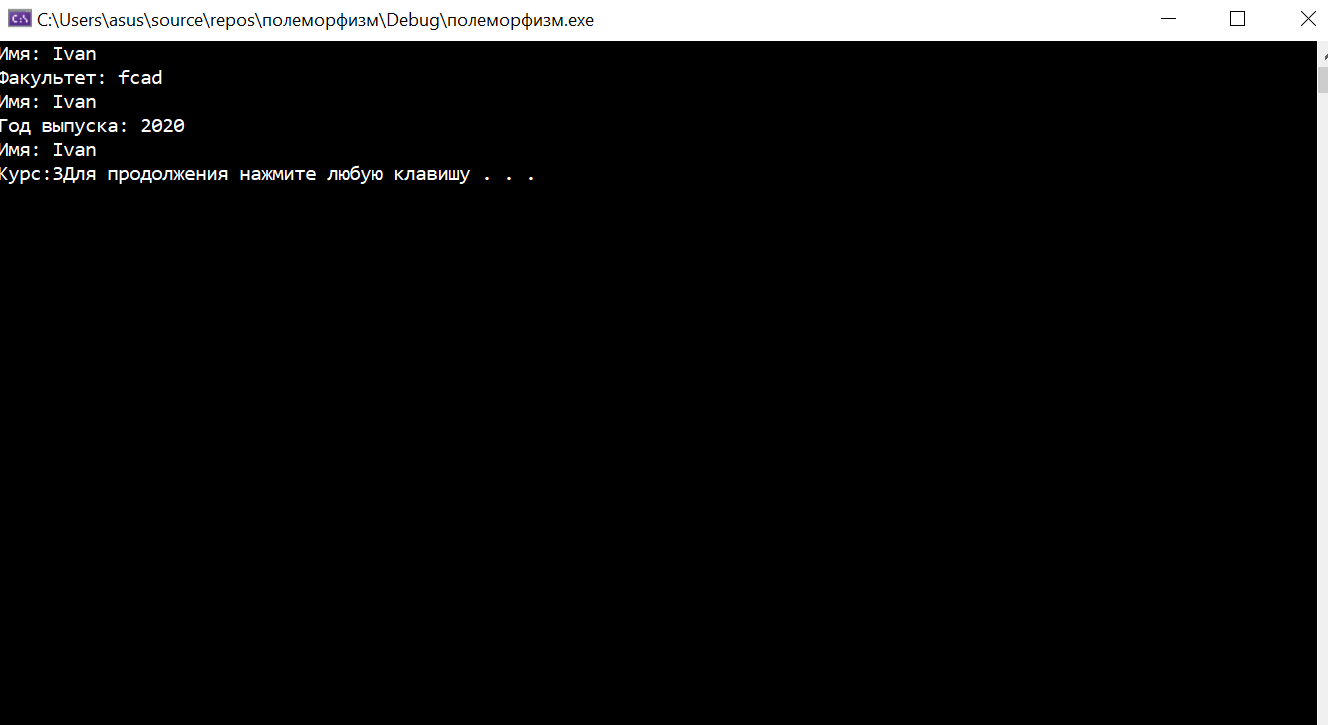 C:\Users\asus\source\repos\полеморфизм\Debug\полеморфизм.exe
Имя: Ivan
Факультет: fcad
Имя: Ivan
Год выпуска: 2020
Имя: Ivan
Курс:3Для продолжения нажмите любую клавишу . . .